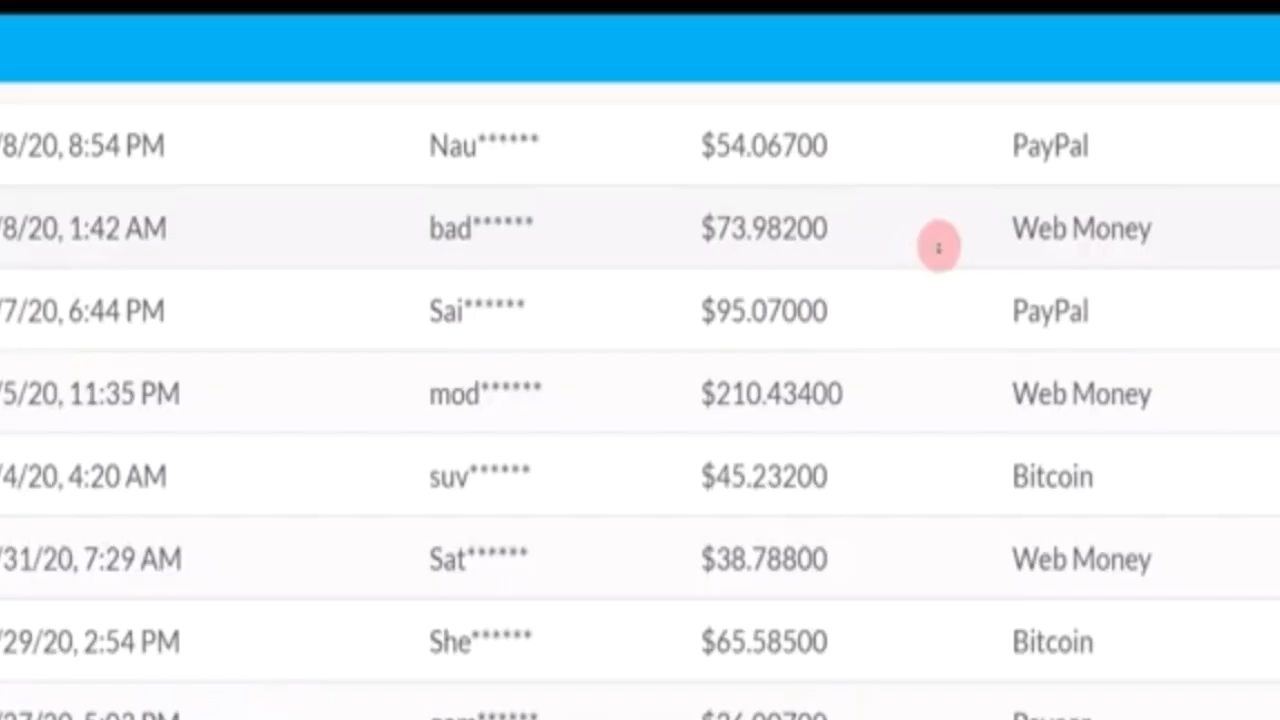 /8/20, 8:54 PM Nau****** $54.06700 PayPal
/8/20, 1:42 AM bad****** $73.98200 Web Money
/7/20, 6:44 PM Sai****** $95.07000 PayPal
/5/20, 11:35 PM mod****** $210.43400 Web Money
/4/20, 4:20 AM suv****** $45.23200 Bitcoin
/31/20, 7:29 AM Sat****** $38.78800 Web Money
/29/20, 2:54 PM She****** $65.58500 Bitcoin